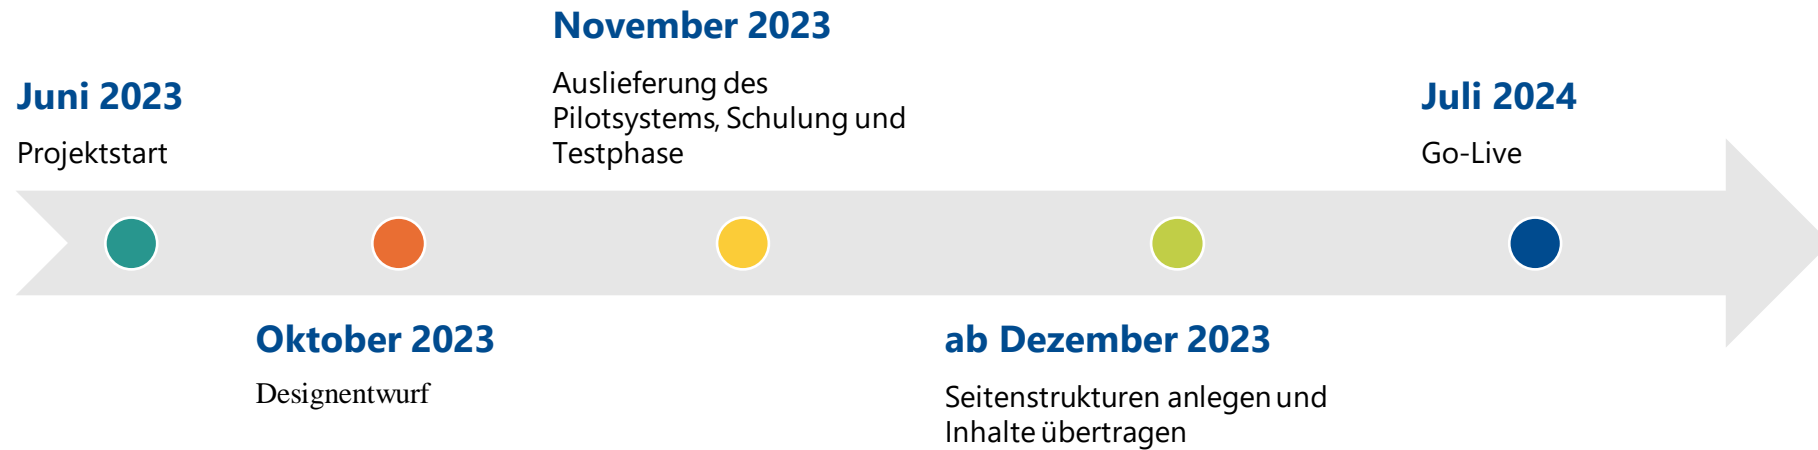 Juni 2023
Projektstart
Oktober 2023
Designentwurf
November 2023
Auslieferung des
Pilotsystems, Schulung und
Testphase
ab Dezember 2023
Seitenstrukturen anlegen und
Inhalte übertragen
Juli 2024
Go-Live